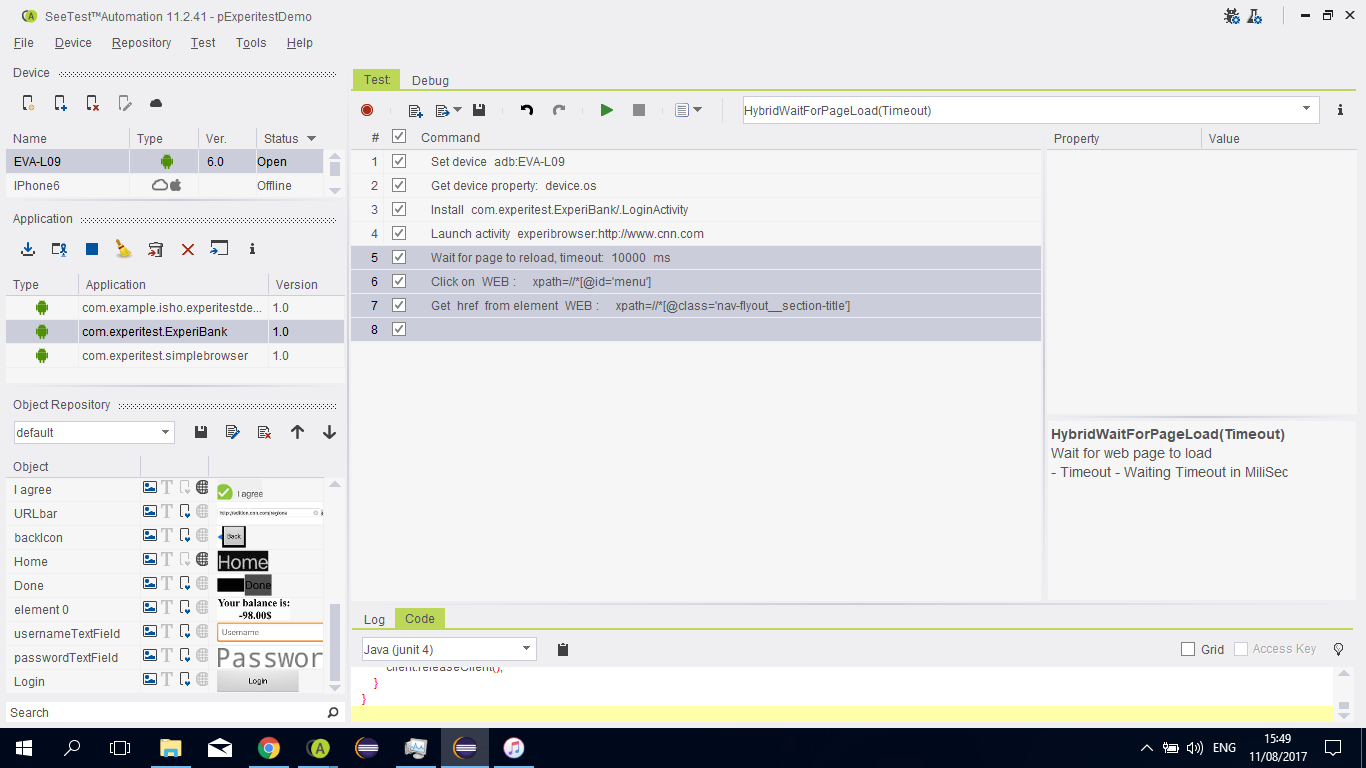 SeeTest™Automation 11.2.41 - pExperitestDemo
File Device Repository Test Tools Help
Device
Name Type Ver. Status
EVA-L09 6.0 Open
IPhone6 Offline
Application
Type Application Version
com.example.isho.experitestde... 1.0
com.experitest.ExperiBank 1.0
com.experitest.simplebrowser 1.0
Object Repository
default
Object
I agree I agree
URLbar http://edition.cnn.com/regions
backIcon Back
Home Home
Done Done
element 0 Your balance is:
-98.00$
usernameTextField Username
passwordTextField Passwor
Login Login
Search
Test: Debug
HybridWaitForPageLoad(Timeout)
# Command
1 Set device adb:EVA-L09
2 Get device property: device.os
3 Install com.experitest.ExperiBank/.LoginActivity
4 Launch activity experibrowser:http://www.cnn.com
5 Wait for page to reload, timeout: 10000 ms
6 Click on WEB : xpath=//*[@id='menu']
7 Get href from element WEB : xpath=//*[@class='nav-flyout__section-title']
8
Property Value
HybridWaitForPageLoad(Timeout)
Wait for web page to load
- Timeout - Waiting Timeout in MiliSec
Log Code
Java (junit 4) Grid Access Key
client.releaseClient();
}
}
ENG 15:49
11/08/2017